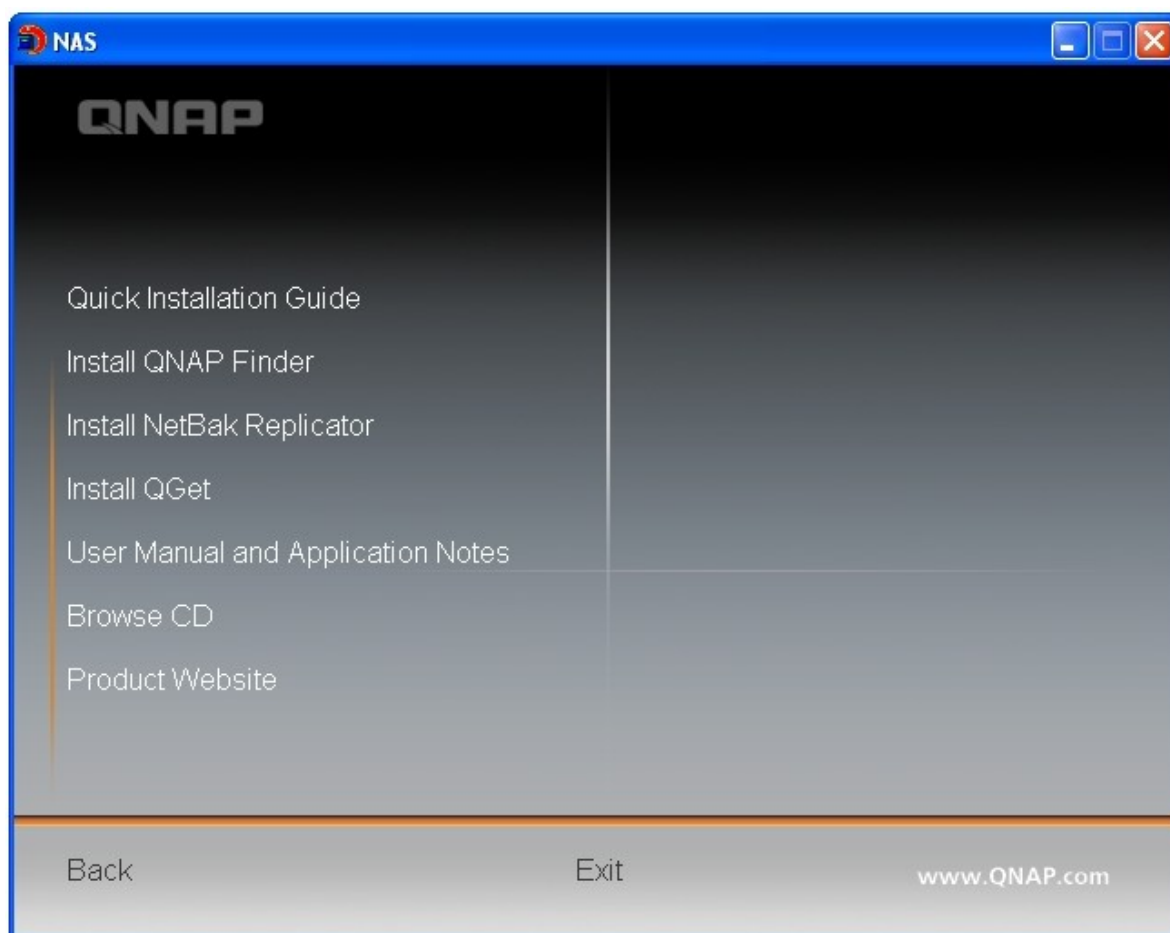 NAS
QNAP
Quick Installation Guide
Install QNAP Finder
Install NetBak Replicator
Install QGet
User Manual and Application Notes
Browse CD
Product Website
Back Exit www.QNAP.com